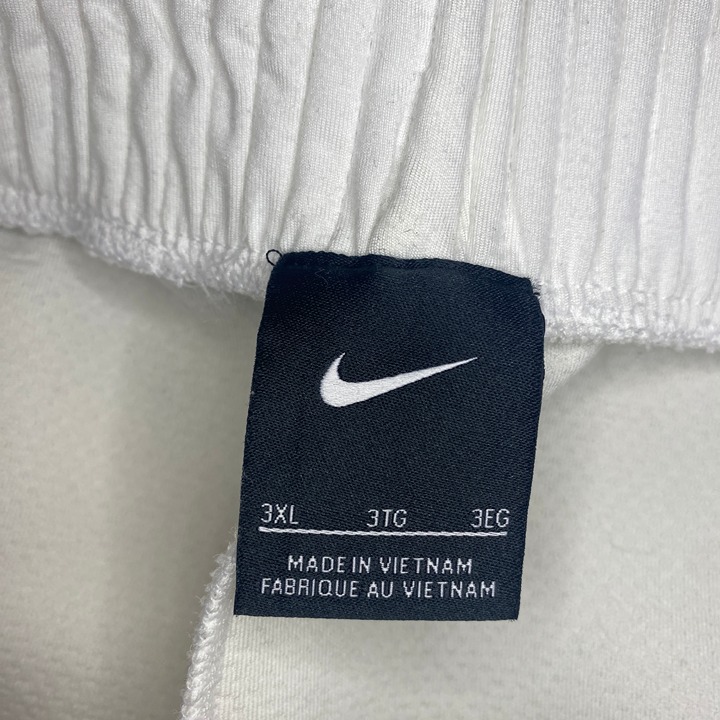 3XL 3TG 3EG
MADE IN VIETNAM
FABRIQUE AU VIETNAM